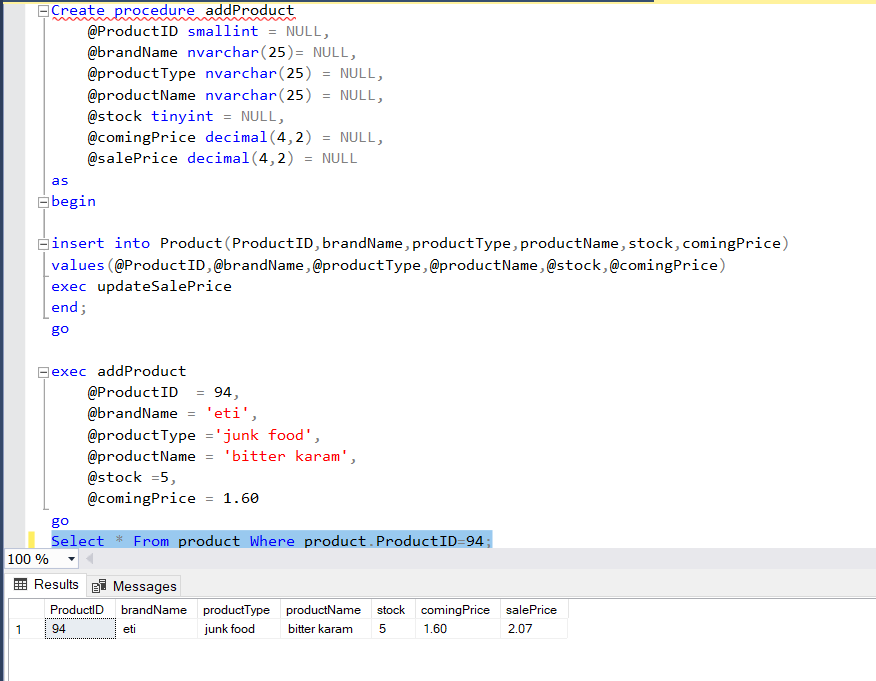 Create procedure addProduct
@ProductID smallint = NULL,
@brandName nvarchar(25)= NULL,
@productType nvarchar(25) = NULL,
@productName nvarchar(25) = NULL,
@stock tinyint = NULL,
@comingPrice decimal(4,2) = NULL,
@salePrice decimal(4,2) = NULL
as
begin
insert into Product(ProductID,brandName,productType,productName,stock,comingPrice)
values(@ProductID,@brandName,@productType,@productName,@stock,@comingPrice)
exec updateSalePrice
end;
go
exec addProduct
@ProductID  = 94,
@brandName = 'eti',
@productType ='junk food',
@productName = 'bitter karam',
@stock =5,
@comingPrice = 1.60
go
Select * From product Where product.ProductID=94;
100 %
Results Messages
ProductID brandName productType productName stock comingPrice salePrice
1 94 eti junk food bitter karam 5 1.60 2.07